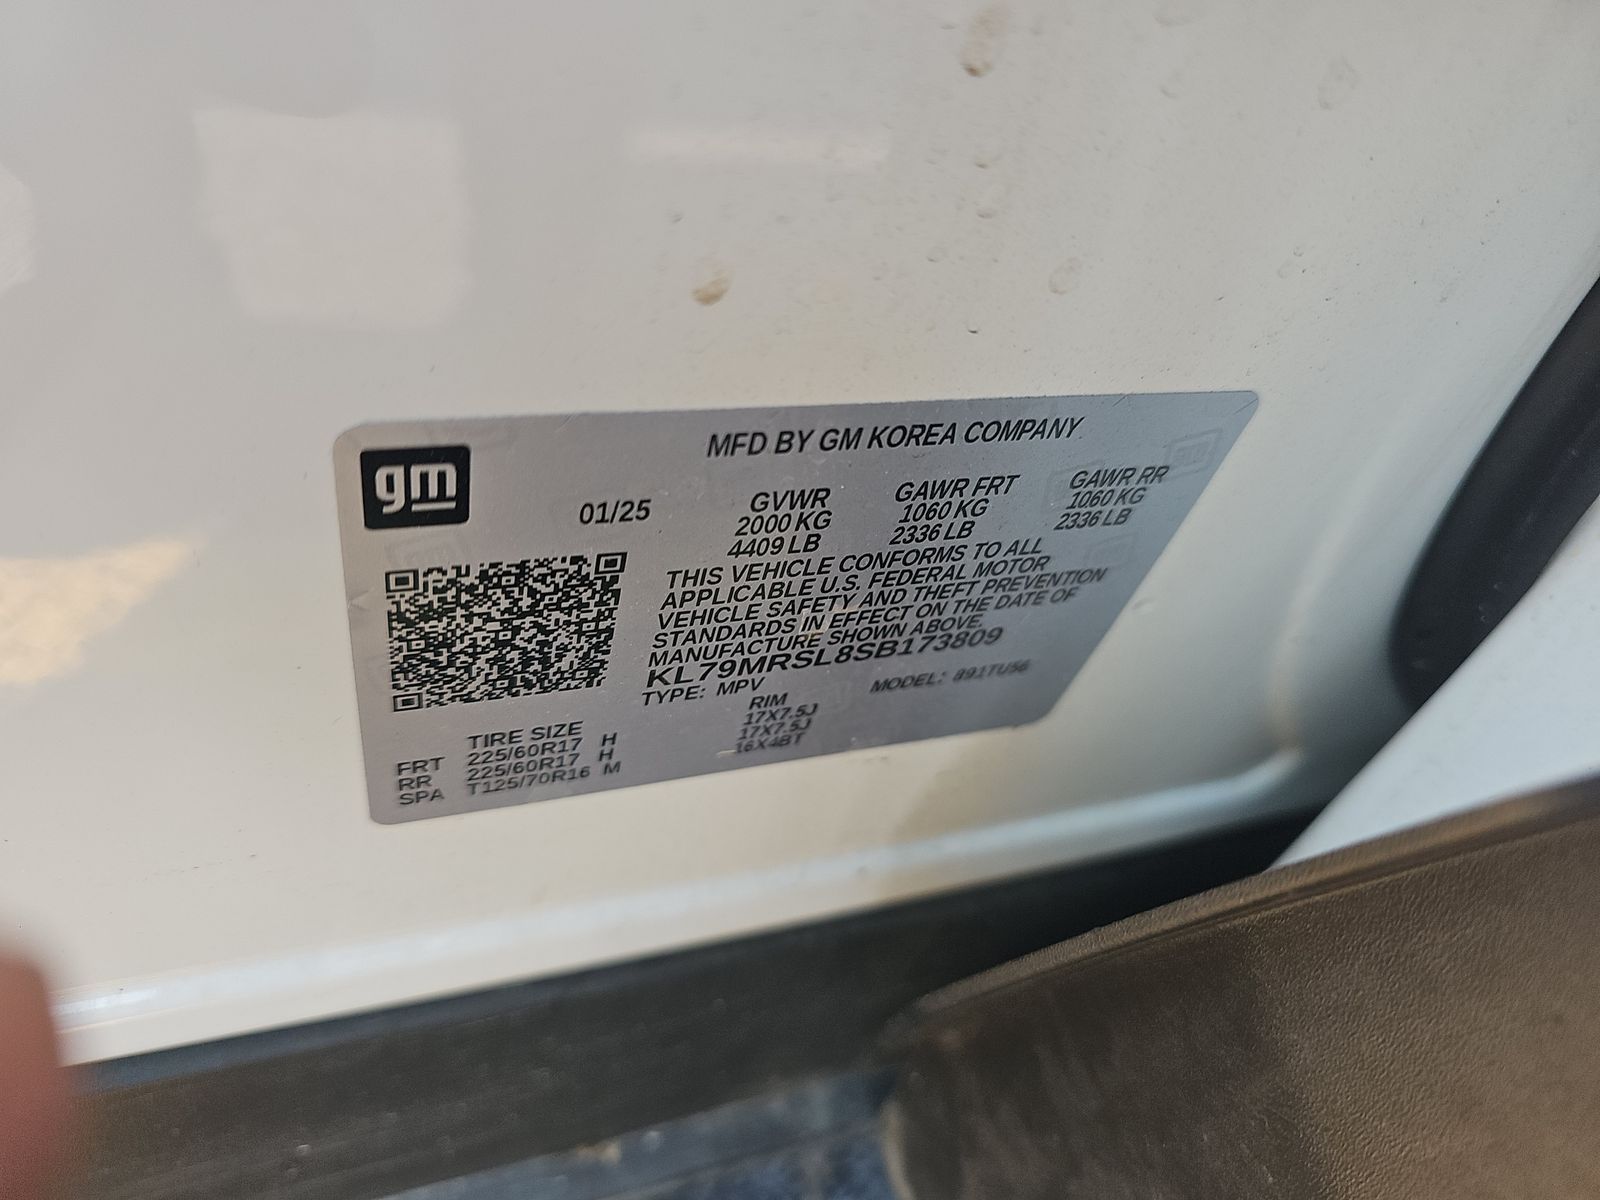 gm
MFD BY GM KOREA COMPANY
01/25
GVWR GAWR FRT GAWR RR
2000 KG 1060 KG 1060 KG
4409 LB 2336 LB 2336 LB
THIS VEHICLE CONFORMS TO ALL
APPLICABLE U.S. FEDERAL MOTOR
VEHICLE SAFETY AND THEFT PREVENTION
STANDARDS IN EFFECT ON THE DATE OF
MANUFACTURE SHOWN ABOVE.
KL79MRSL8SB173809
TYPE: MPV MODEL: 891TU56
TIRE SIZE RIM
FRT 225/60R17 H 17X7.5J
RR 225/60R17 H 17X7.5J
SPA T125/70R16 M 16X4BT